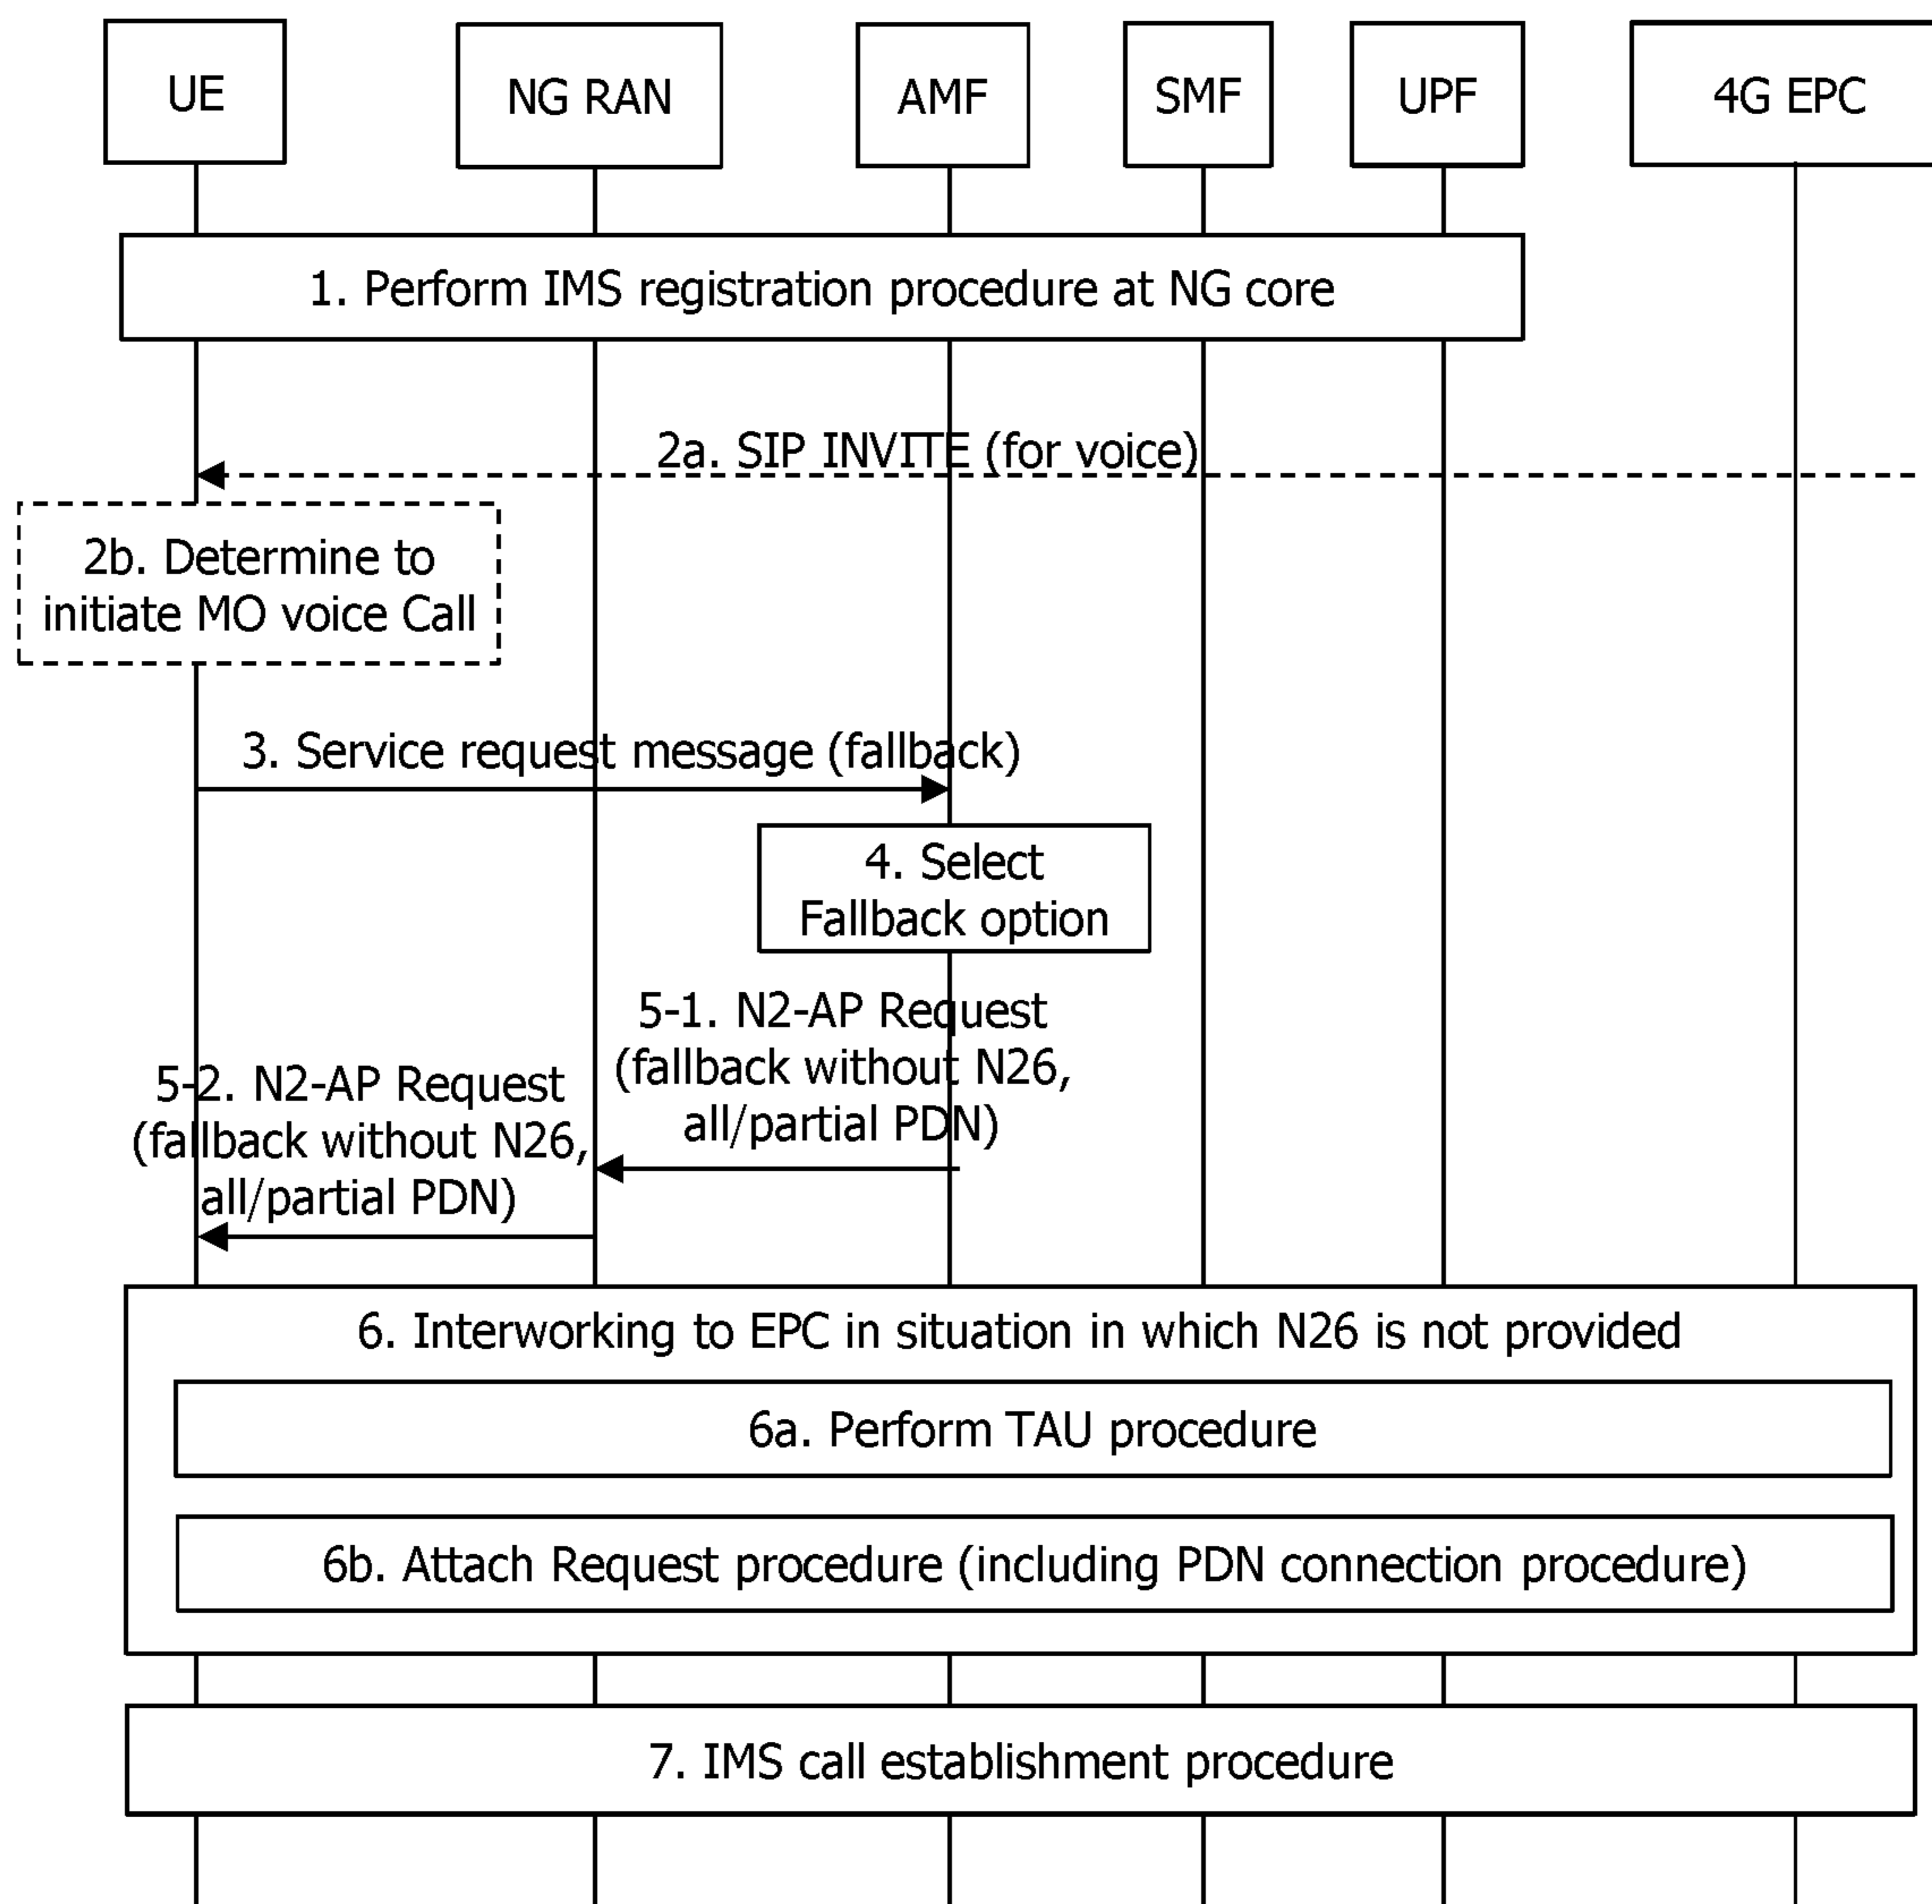 UE
NG RAN
AMF
SMF
UPF
4G EPC
1. Perform IMS registration procedure at NG core
2a. SIP INVITE (for voice)
2b. Determine to
initiate MO voice Call
3. Service request message (fallback)
4. Select
Fallback option
5-1. N2-AP Request
(fallback without N26,
all/partial PDN)
5-2. N2-AP Request
(fallback without N26,
all/partial PDN)
6. Interworking to EPC in situation in which N26 is not provided
6a. Perform TAU procedure
6b. Attach Request procedure (including PDN connection procedure)
7. IMS call establishment procedure